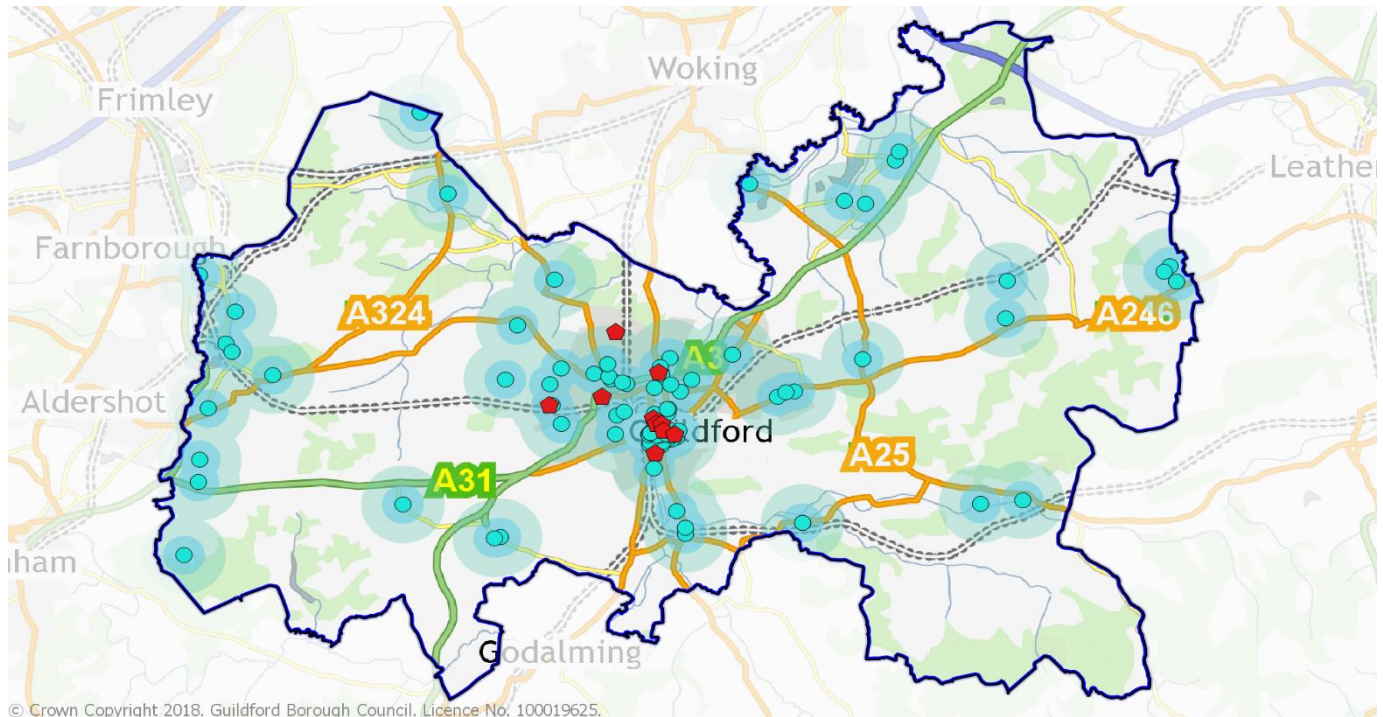 Woking
Frimley
Leather
Farnborough
A324
A246
A3
Aldershot
Guildford
A25
A31
nham
Godalming
© Crown Copyright 2018. Guildford Borough Council. Licence No. 100019625.